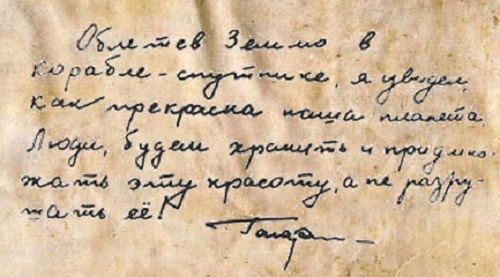 Облетев Землю в
корабле-спутнике, я увидел,
как прекрасна наша планета.
Люди, будем хранить и приумно-
жать эту красоту, а не разру-
шать её!
Гагарин